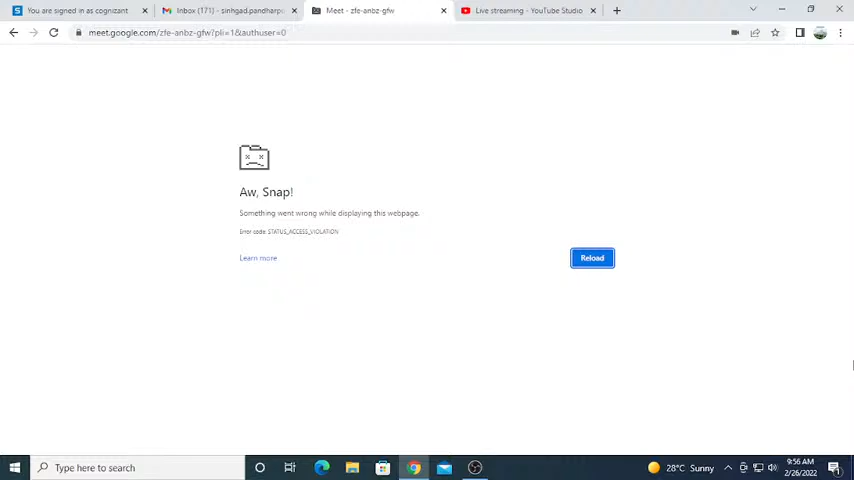 You are signed in as cognizant
Inbox (171) - sinhgad.pandharp
Meet - zfe-anbz-gfw
Live streaming - YouTube Studio
meet.google.com/zfe-anbz-gfw?pli=1&authuser=0
Aw, Snap!
Something went wrong while displaying this webpage.
Error code: STATUS_ACCESS_VIOLATION
Learn more
Reload
Type here to search
28°C Sunny
9:56 AM
2/26/2022